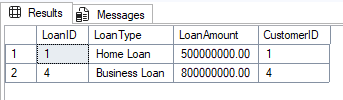 Results Messages
LoanID LoanType LoanAmount CustomerID
1 1 Home Loan 500000000.00 1
2 4 Business Loan 800000000.00 4